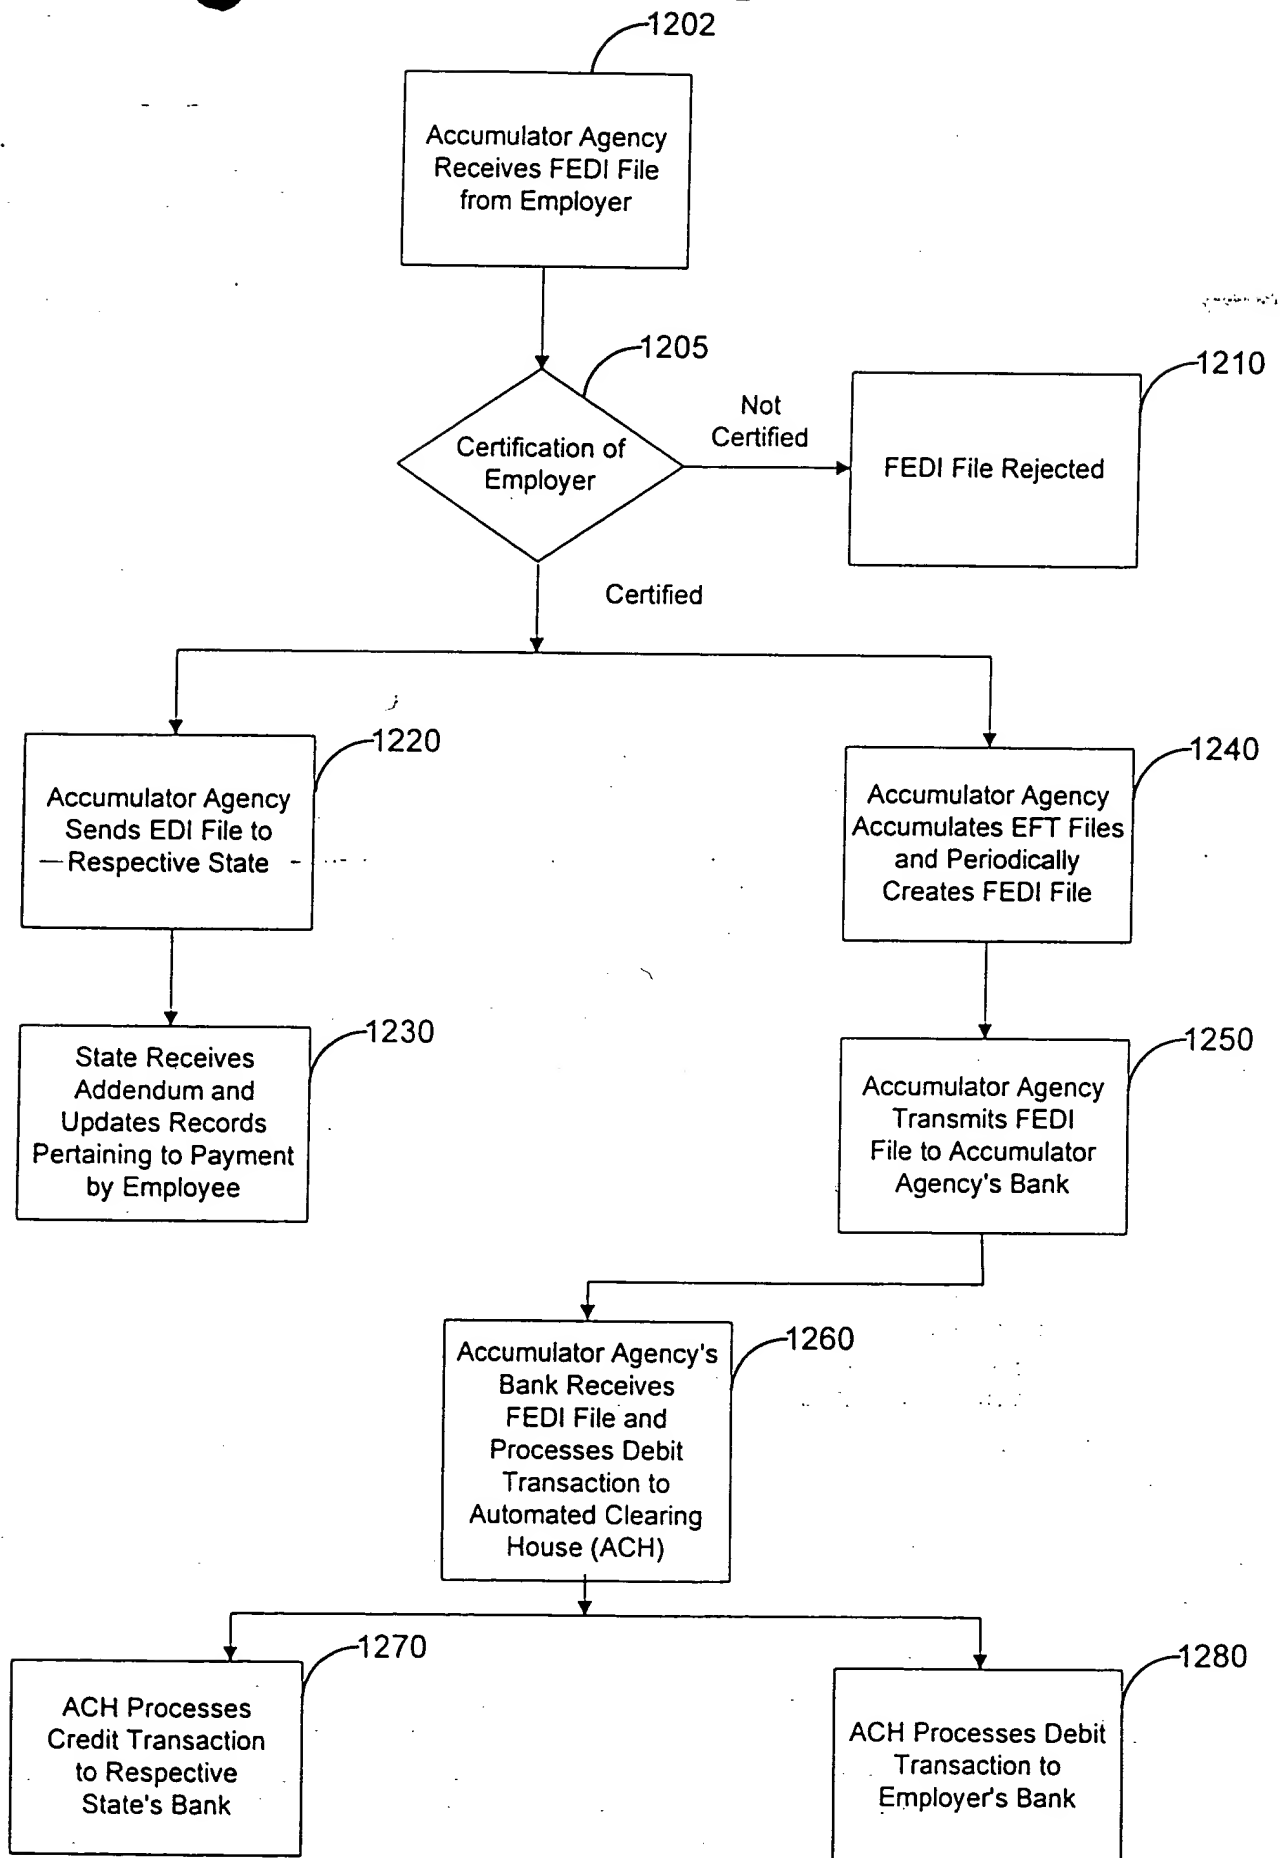 1202
Accumulator Agency
Receives FEDI File
from Employer
1205
Certification of
Employer
Not
Certified
1210
FEDI File Rejected
Certified
1220
Accumulator Agency
Sends EDI File to
Respective State
1240
Accumulator Agency
Accumulates EFT Files
and Periodically
Creates FEDI File
1230
State Receives
Addendum and
Updates Records
Pertaining to Payment
by Employee
1250
Accumulator Agency
Transmits FEDI
File to Accumulator
Agency's Bank
1260
Accumulator Agency's
Bank Receives
FEDI File and
Processes Debit
Transaction to
Automated Clearing
House (ACH)
1270
ACH Processes
Credit Transaction
to Respective
State's Bank
1280
ACH Processes Debit
Transaction to
Employer's Bank